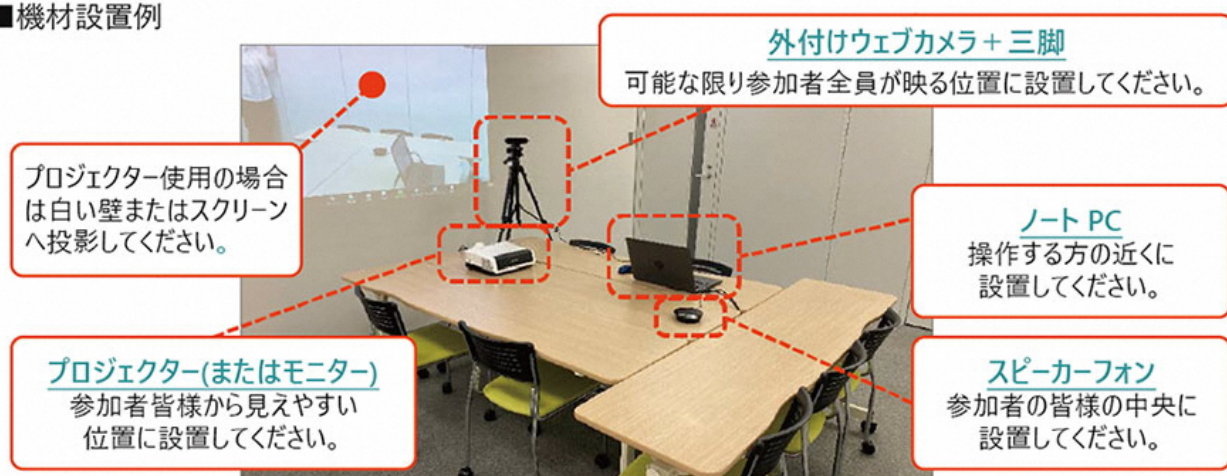 ■機材設置例
外付けウェブカメラ+三脚
可能な限り参加者全員が映る位置に設置してください。
プロジェクター使用の場合
は白い壁またはスクリーン
へ投影してください。
ノート PC
操作する方の近くに
設置してください。
プロジェクター(またはモニター)
参加者皆様から見えやすい
位置に設置してください。
スピーカーフォン
参加者の皆様の中央に
設置してください。